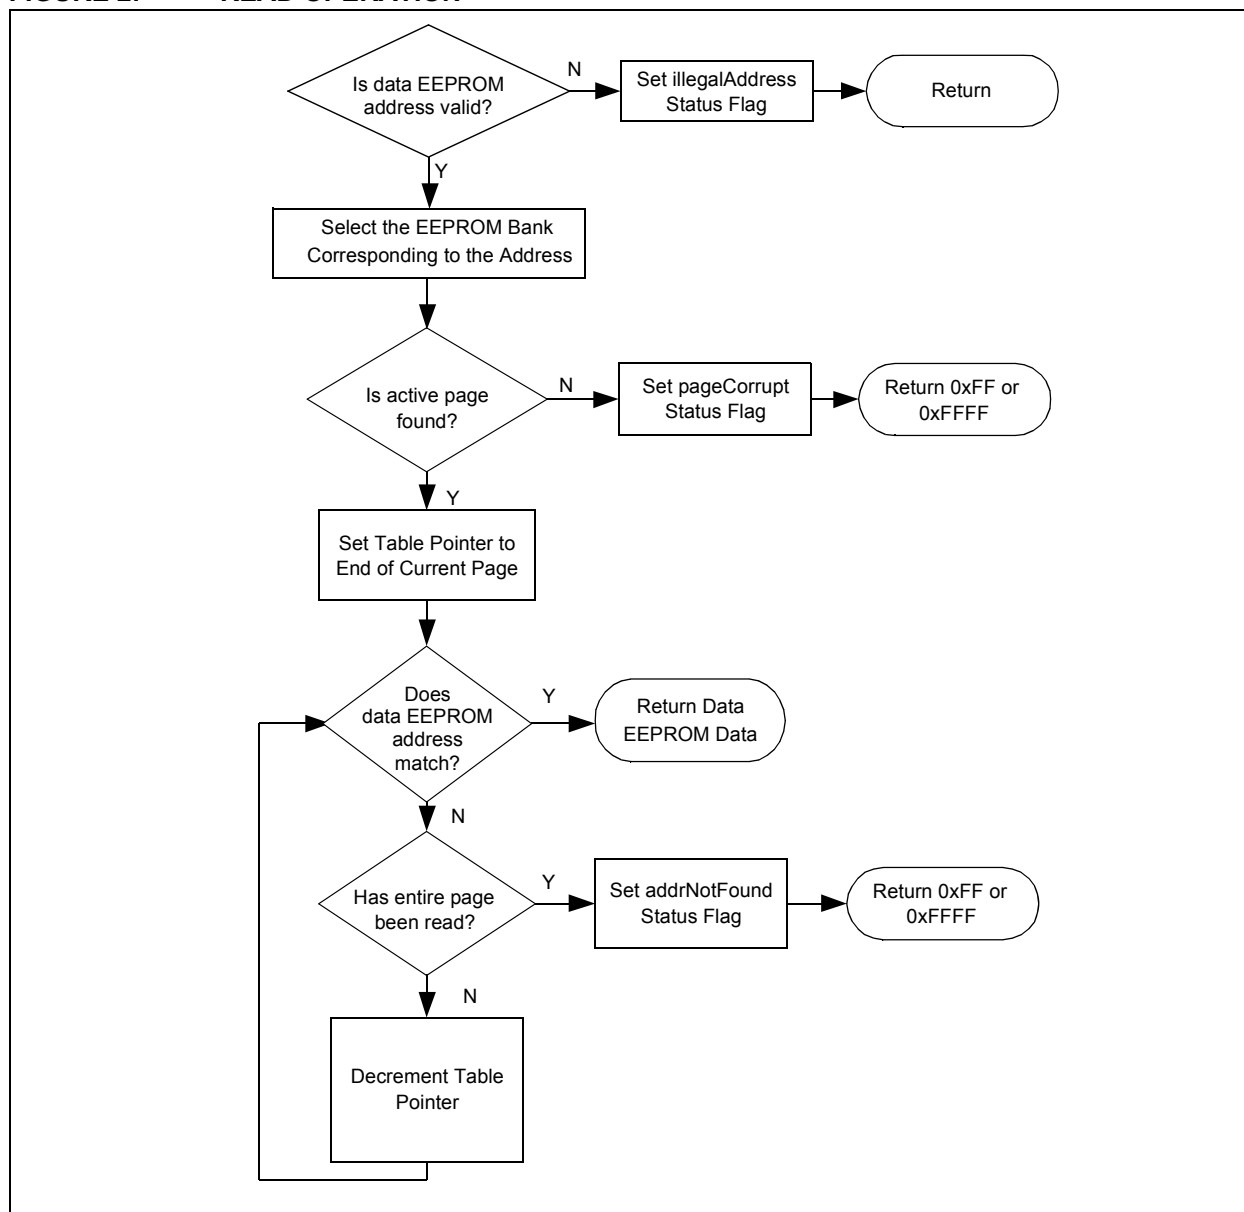 Is data EEPROM
address valid?
N
Set illegalAddress
Status Flag
Return
Y
Select the EEPROM Bank
Corresponding to the Address
Is active page
found?
N
Set pageCorrupt
Status Flag
Return 0xFF or
0xFFFF
Y
Set Table Pointer to
End of Current Page
Does
data EEPROM
address
match?
Y
Return Data
EEPROM Data
N
Has entire page
been read?
Y
Set addrNotFound
Status Flag
Return 0xFF or
0xFFFF
N
Decrement Table
Pointer